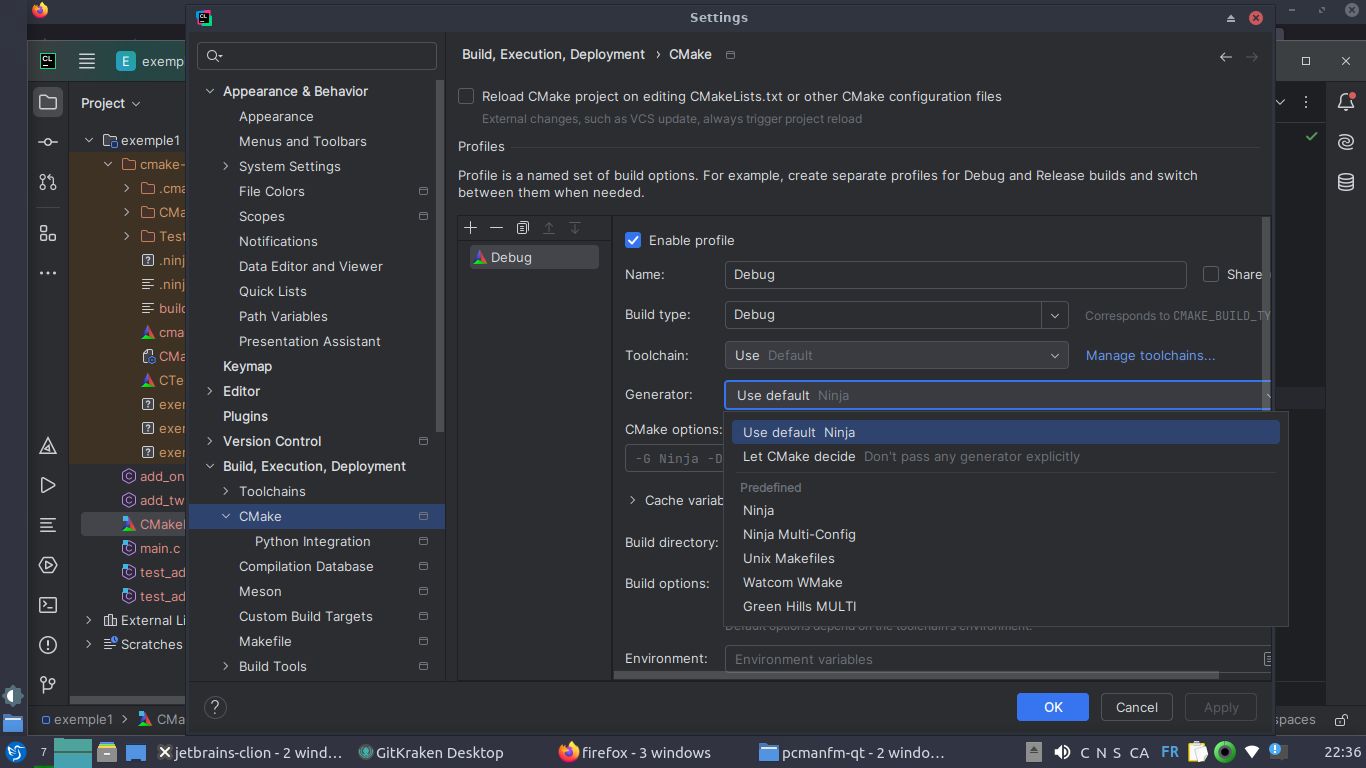 Settings
CL
E exemp
Project
exemple1
cmake-
.cma
CMa
Test
.ninj
.ninj
build
cma
CMa
CTe
exer
exer
exer
add_on
add_tw
CMakeL
main.c
test_ad
test_ad
External Li
Scratches
exemple1 > CMa
Appearance & Behavior
Appearance
Menus and Toolbars
System Settings
File Colors
Scopes
Notifications
Data Editor and Viewer
Quick Lists
Path Variables
Presentation Assistant
Keymap
Editor
Plugins
Version Control
Build, Execution, Deployment
Toolchains
CMake
Python Integration
Compilation Database
Meson
Custom Build Targets
Makefile
Build Tools
Build, Execution, Deployment › CMake
Reload CMake project on editing CMakeLists.txt or other CMake configuration files
External changes, such as VCS update, always trigger project reload
Profiles
Profile is a named set of build options. For example, create separate profiles for Debug and Release builds and switch
between them when needed.
Debug
Enable profile
Name: Debug Share
Build type: Debug Corresponds to CMAKE_BUILD_TY
Toolchain: Use Default Manage toolchains...
Generator: Use default Ninja
Use default Ninja
Let CMake decide Don't pass any generator explicitly
Predefined
Ninja
Ninja Multi-Config
Unix Makefiles
Watcom WMake
Green Hills MULTI
CMake options:
-G Ninja -D
Cache variab
Build directory:
Build options:
Default options depend on the toolchain's environment.
Environment: Environment variables
? OK Cancel Apply
spaces
7 jetbrains-clion - 2 wind... GitKraken Desktop firefox - 3 windows pcmanfm-qt - 2 windo... C N S CA FR 22:36